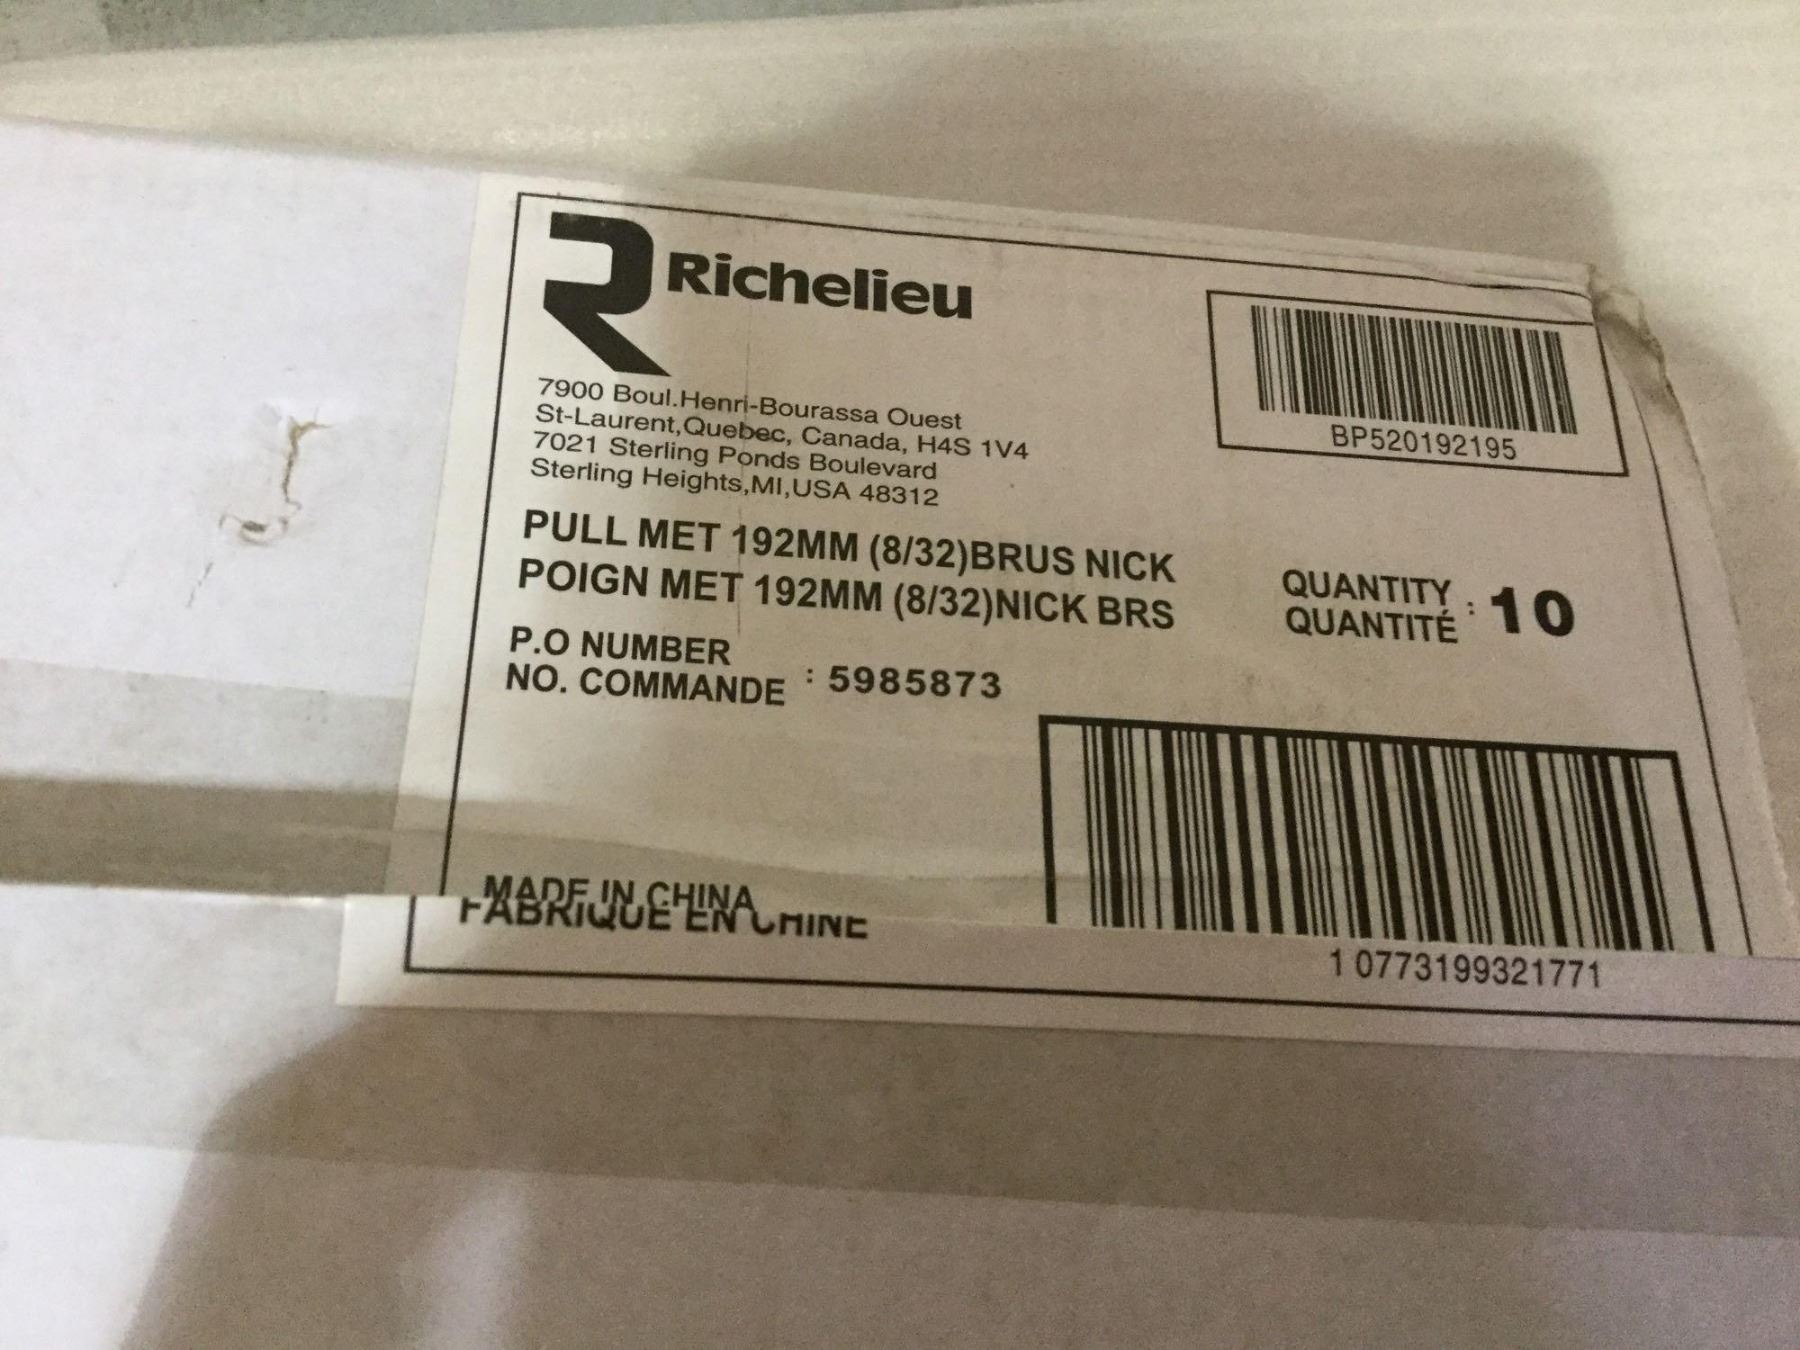 Richelieu
7900 Boul.Henri-Bourassa Ouest
St-Laurent,Quebec, Canada, H4S 1V4
7021 Sterling Ponds Boulevard
Sterling Heights,MI,USA 48312
BP520192195
PULL MET 192MM (8/32)BRUS NICK
POIGN MET 192MM (8/32)NICK BRS
QUANTITY
QUANTITÉ : 10
P.O NUMBER
NO. COMMANDE : 5985873
MADE IN CHINA
FABRIQUE EN CHINE
1 0773199321771